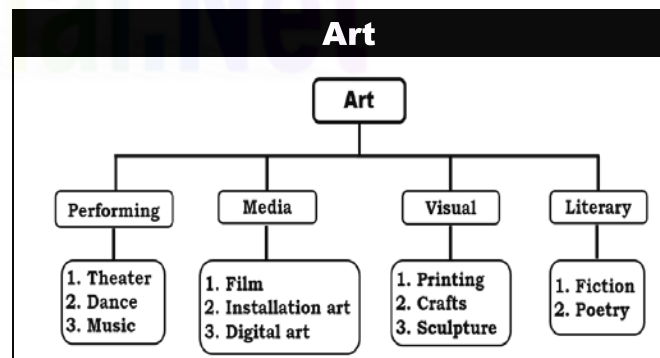 Art
Art
Performing
Media
Visual
Literary
1. Theater
2. Dance
3. Music
1. Film
2. Installation art
3. Digital art
1. Printing
2. Crafts
3. Sculpture
1. Fiction
2. Poetry